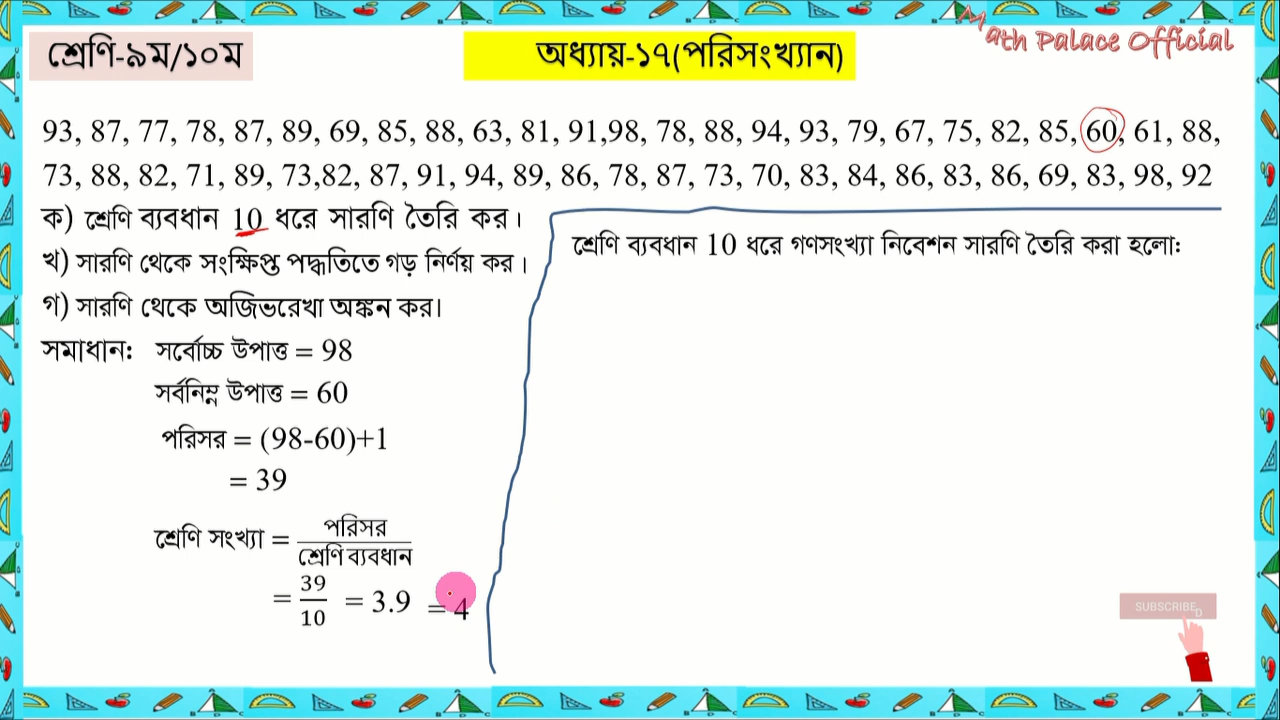 শ্রেণি-৯ম/১০ম
অধ্যায়-১৭(পরিসংখ্যান)
Math Palace Official
93, 87, 77, 78, 87, 89, 69, 85, 88, 63, 81, 91,98, 78, 88, 94, 93, 79, 67, 75, 82, 85, 60, 61, 88,
73, 88, 82, 71, 89, 73,82, 87, 91, 94, 89, 86, 78, 87, 73, 70, 83, 84, 86, 83, 86, 69, 83, 98, 92
ক) শ্রেণি ব্যবধান 10 ধরে সারণি তৈরি কর।
খ) সারণি থেকে সংক্ষিপ্ত পদ্ধতিতে গড় নির্ণয় কর।
গ) সারণি থেকে অজিভরেখা অঙ্কন কর।
সমাধান: সর্বোচ্চ উপাত্ত = 98
সর্বনিম্ন উপাত্ত = 60
পরিসর = (98-60)+1
= 39
শ্রেণি সংখ্যা = পরিসর
শ্রেণি ব্যবধান
= 39/10 = 3.9 = 4
শ্রেণি ব্যবধান 10 ধরে গণসংখ্যা নিবেশন সারণি তৈরি করা হলো:
SUBSCRIBED